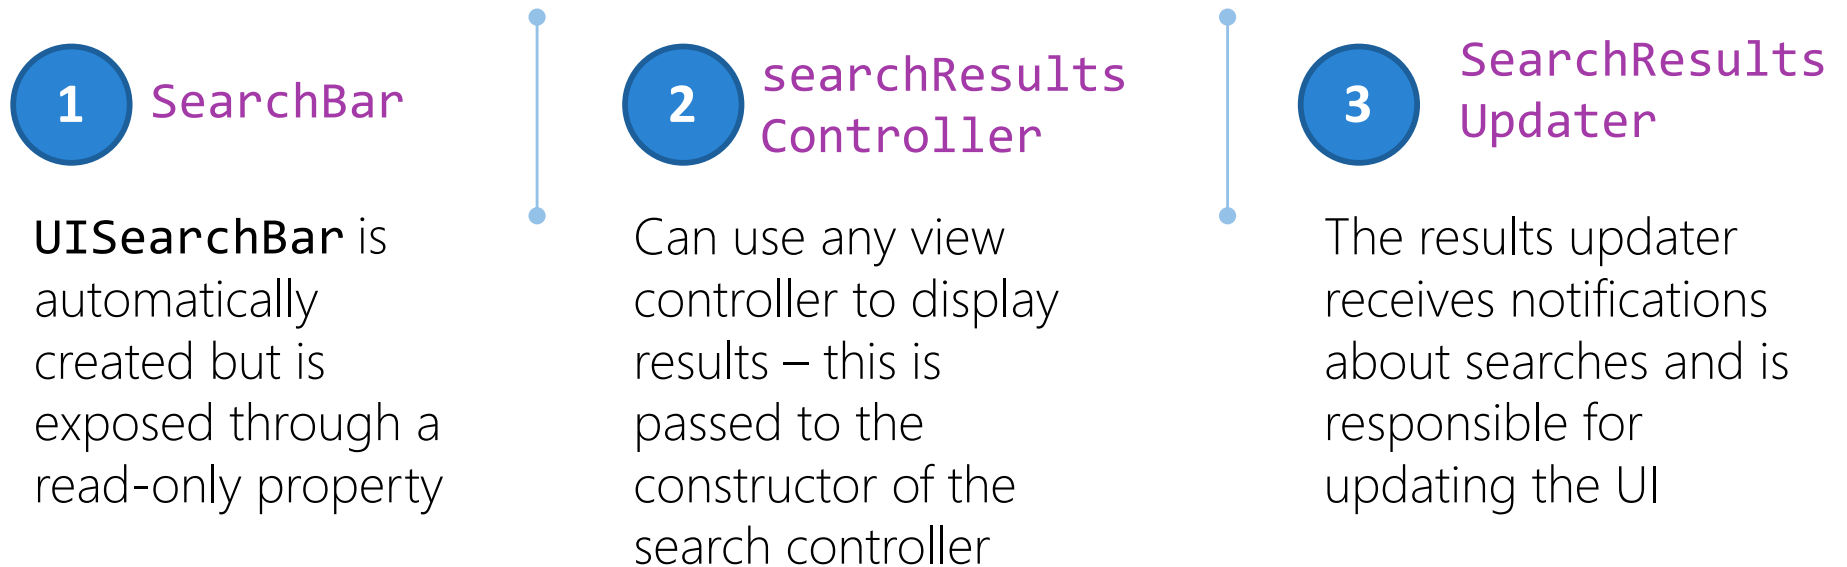 1
SearchBar
UISearchBar is
automatically
created but is
exposed through a
read-only property
2
searchResults
Controller
Can use any view
controller to display
results – this is
passed to the
constructor of the
search controller
3
SearchResults
Updater
The results updater
receives notifications
about searches and is
responsible for
updating the UI